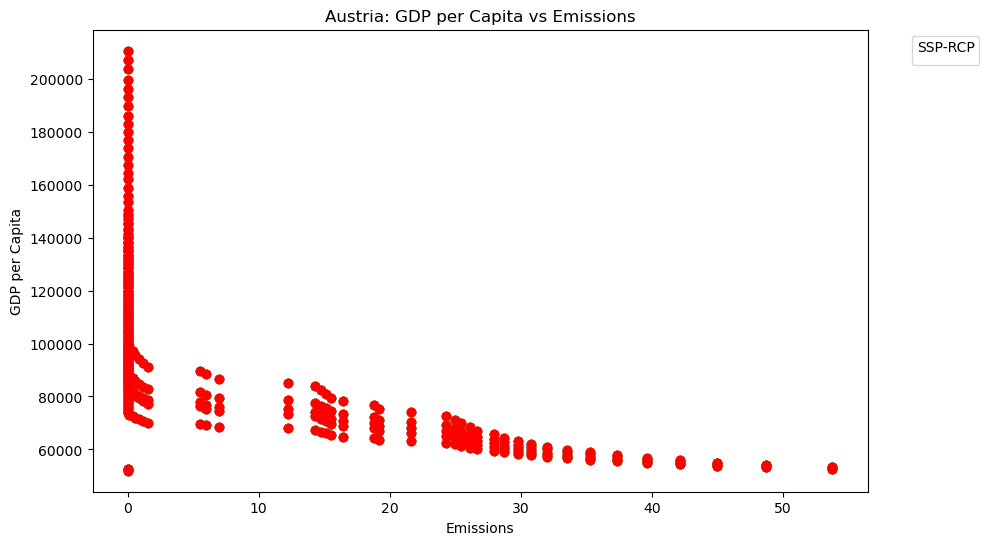 Austria: GDP per Capita vs Emissions
SSP-RCP
200000
180000
160000
140000
120000
100000
80000
60000
GDP per Capita
0 10 20 30 40 50
Emissions